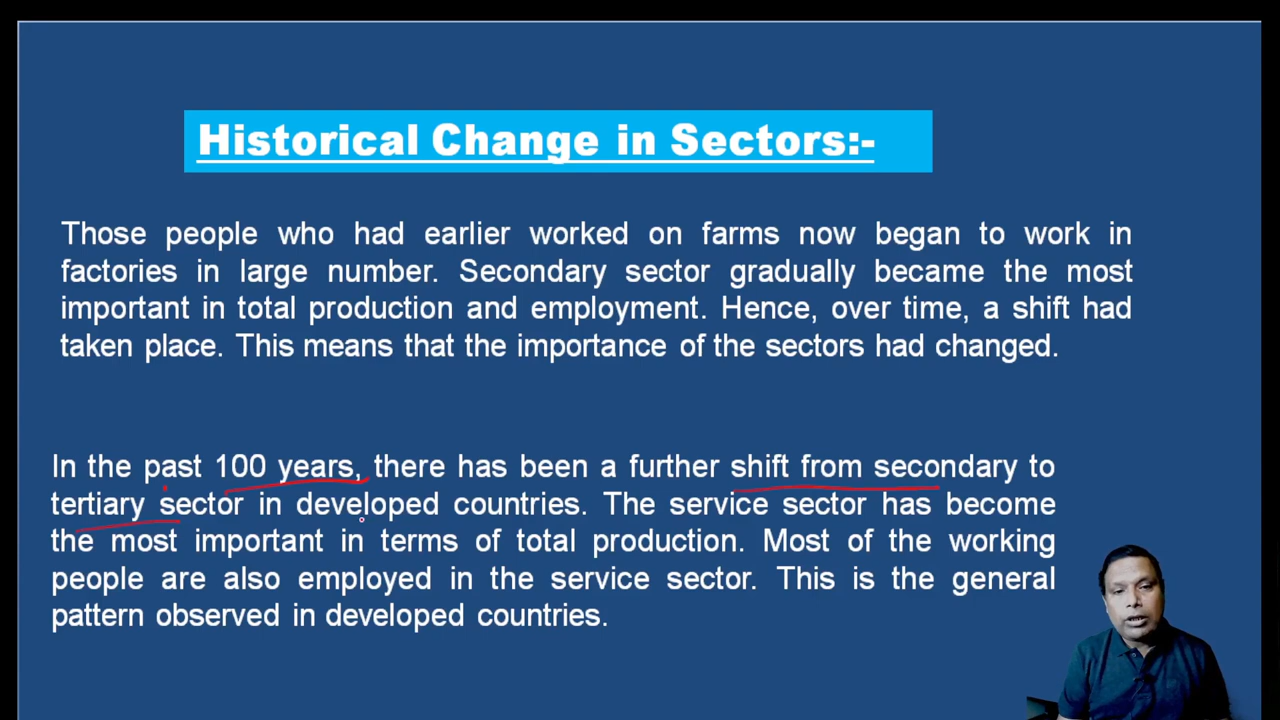 Historical Change in Sectors:-
Those people who had earlier worked on farms now began to work in
factories in large number. Secondary sector gradually became the most
important in total production and employment. Hence, over time, a shift had
taken place. This means that the importance of the sectors had changed.
In the past 100 years, there has been a further shift from secondary to
tertiary sector in developed countries. The service sector has become
the most important in terms of total production. Most of the working
people are also employed in the service sector. This is the general
pattern observed in developed countries.